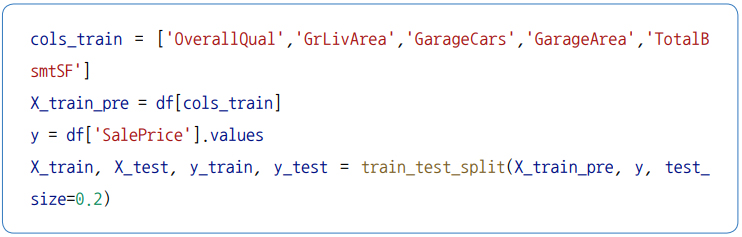 cols_train = ['OverallQual','GrLivArea','GarageCars','GarageArea','TotalB
smtSF']
X_train_pre = df[cols_train]
y = df['SalePrice'].values
X_train, X_test, y_train, y_test = train_test_split(X_train_pre, y, test_
size=0.2)